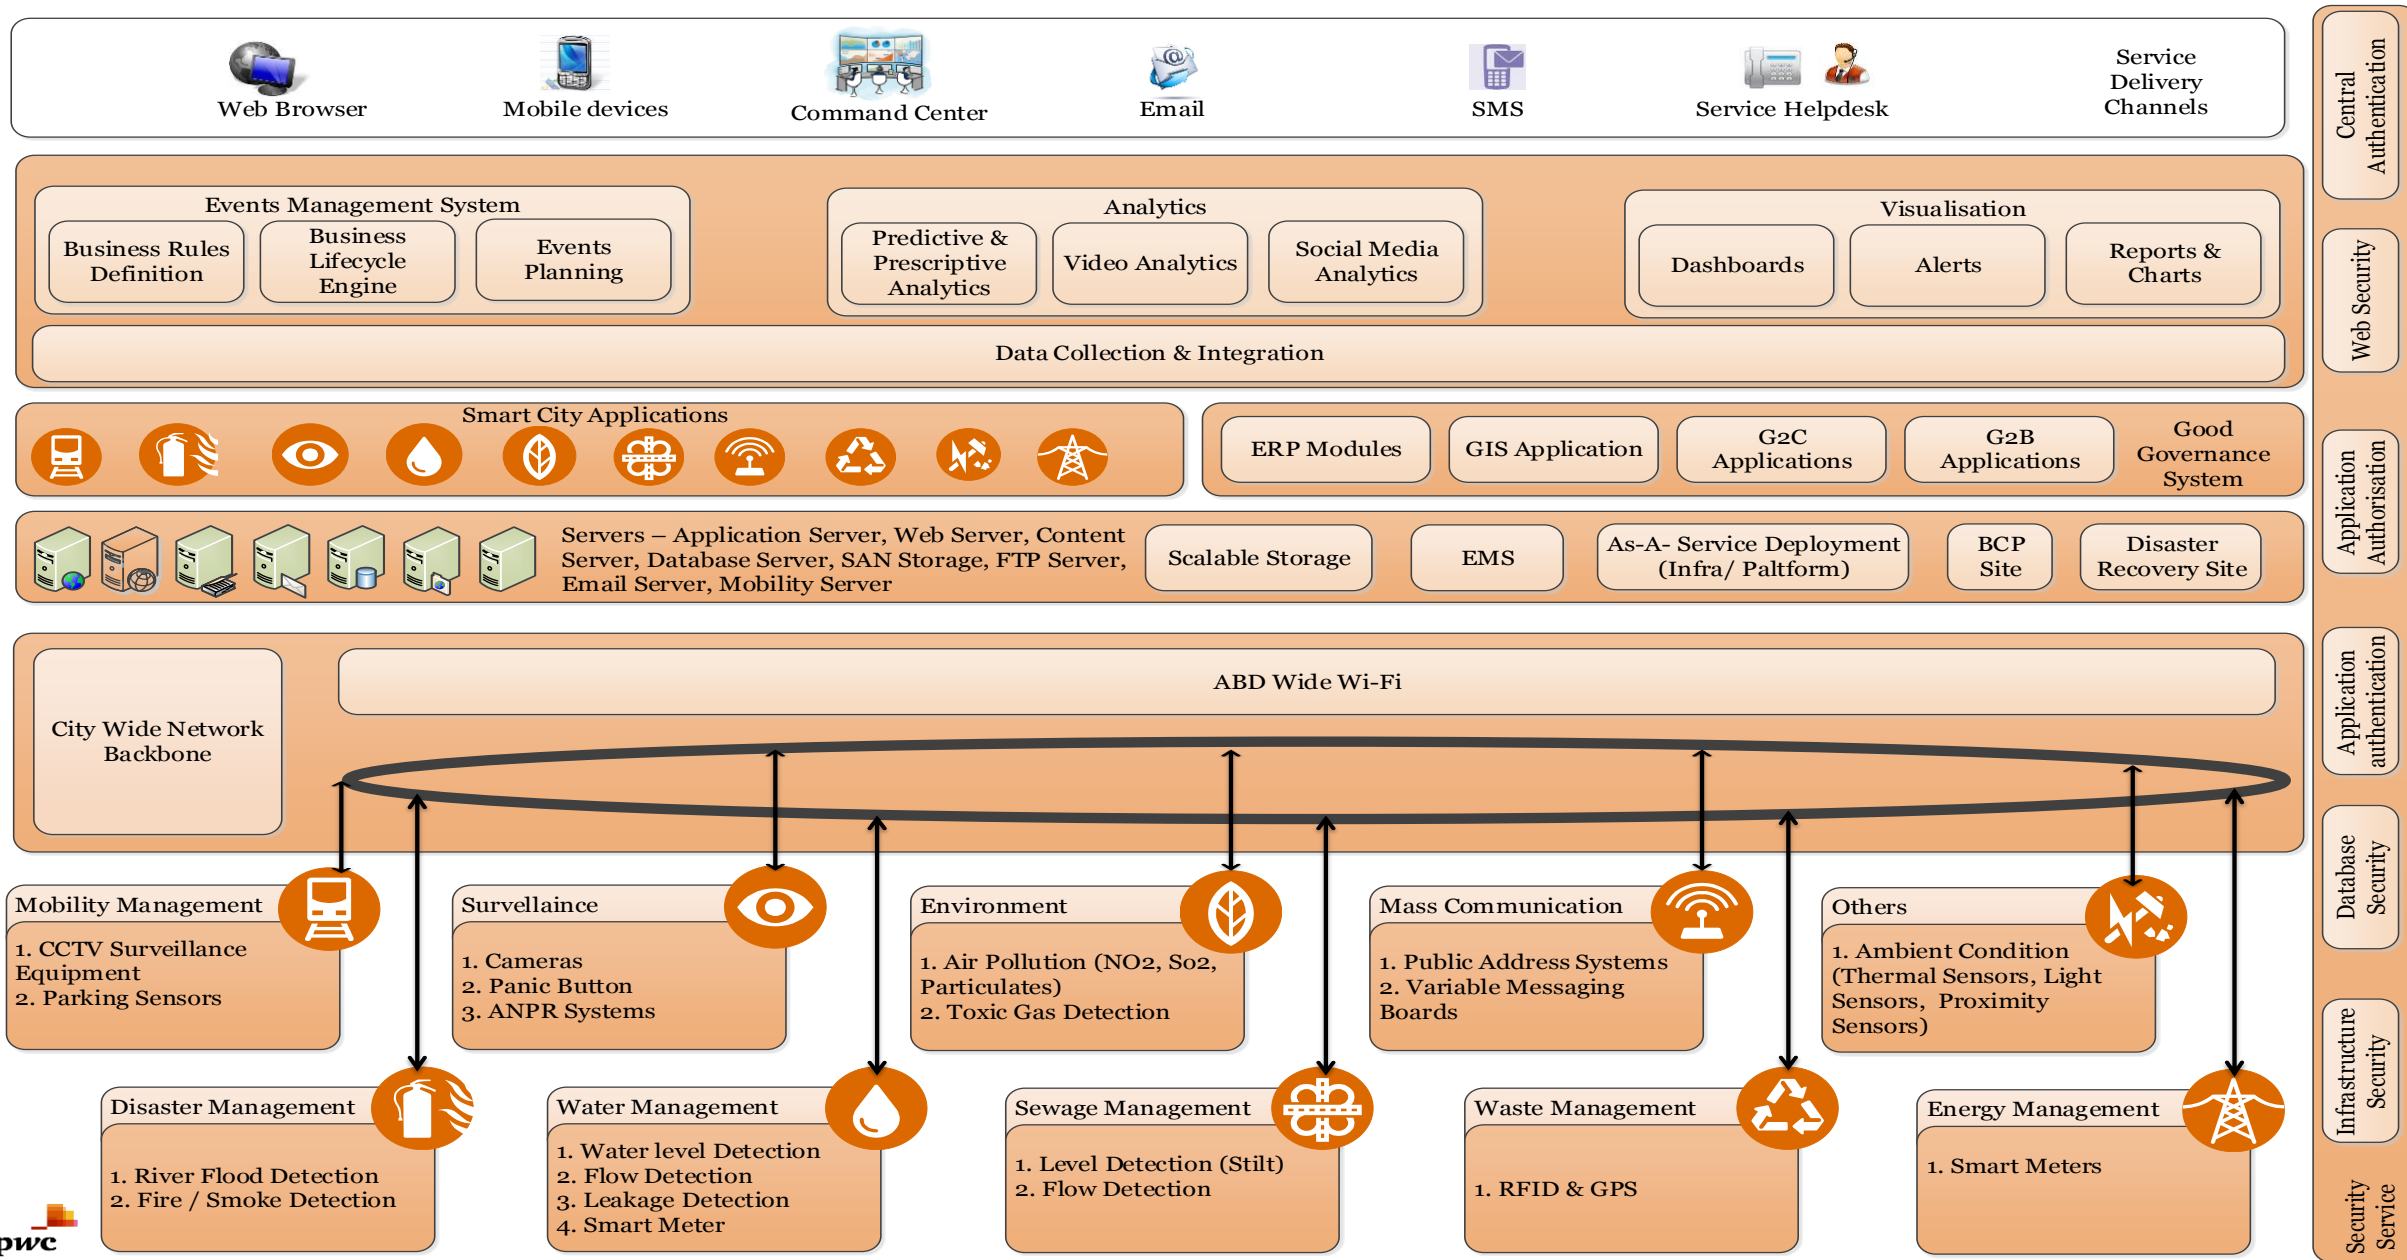 Web Browser
Mobile devices
Command Center
Email
SMS
Service Helpdesk
Service
Delivery
Channels
Events Management System
Business Rules
Definition
Business
Lifecycle
Engine
Events
Planning
Analytics
Predictive &
Prescriptive
Analytics
Video Analytics
Social Media
Analytics
Visualisation
Dashboards
Alerts
Reports &
Charts
Data Collection & Integration
Smart City Applications
ERP Modules
GIS Application
G2C
Applications
G2B
Applications
Good
Governance
System
Servers – Application Server, Web Server, Content
Server, Database Server, SAN Storage, FTP Server,
Email Server, Mobility Server
Scalable Storage
EMS
As-A- Service Deployment
(Infra/ Paltform)
BCP
Site
Disaster
Recovery Site
City Wide Network
Backbone
ABD Wide Wi-Fi
Mobility Management
1. CCTV Surveillance
Equipment
2. Parking Sensors
Survellaince
1. Cameras
2. Panic Button
3. ANPR Systems
Environment
1. Air Pollution (NO2, So2,
Particulates)
2. Toxic Gas Detection
Mass Communication
1. Public Address Systems
2. Variable Messaging
Boards
Others
1. Ambient Condition
(Thermal Sensors, Light
Sensors, Proximity
Sensors)
Disaster Management
1. River Flood Detection
2. Fire / Smoke Detection
Water Management
1. Water level Detection
2. Flow Detection
3. Leakage Detection
4. Smart Meter
Sewage Management
1. Level Detection (Stilt)
2. Flow Detection
Waste Management
1. RFID & GPS
Energy Management
1. Smart Meters
Central
Authentication
Web Security
Application
Authorisation
Application
authentication
Database
Security
Infrastructure
Security
Security
Service
pwc